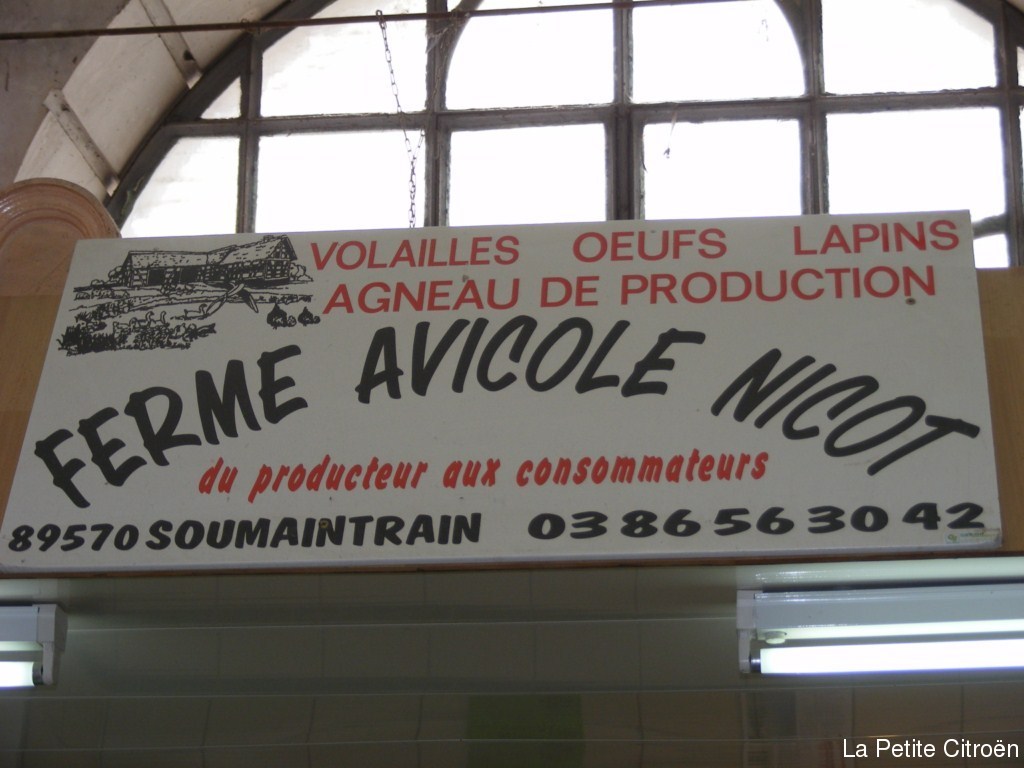 VOLAILLES OEUFS LAPINS
AGNEAU DE PRODUCTION
FERME AVICOLE NICOT
du producteur aux consommateurs
89570 SOUMAINTRAIN 03 86 56 30 42
La Petite Citroën